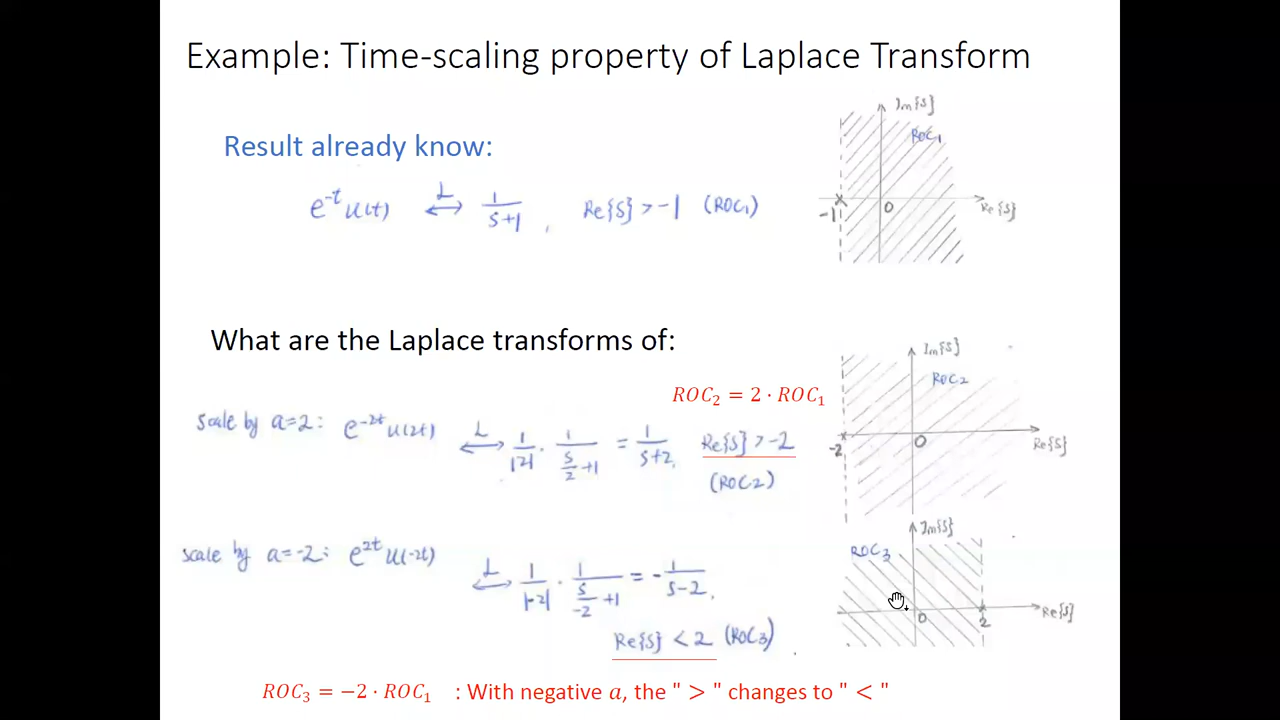 Example: Time-scaling property of Laplace Transform
Result already know:
e^{-t} u(t) ⟷^L 1/(s+1), Re{s} > -1 (ROC₁)
Im{s}
ROC₁
-1 0 Re{s}
What are the Laplace transforms of:
ROC₂ = 2 · ROC₁
scale by a=2: e^{-2t} u(2t) ⟷^L 1/|2| · 1/(s/2 + 1) = 1/(s+2), Re{s} > -2
(ROC₂)
Im{s}
ROC₂
-2 0 Re{s}
scale by a=-2: e^{2t} u(-2t) ⟷^L 1/|-2| · 1/(s/-2 + 1) = - 1/(s-2),
Re{s} < 2 (ROC₃)
Im{s}
ROC₃
0 2 Re{s}
ROC₃ = −2 · ROC₁ : With negative a, the " > " changes to " < "